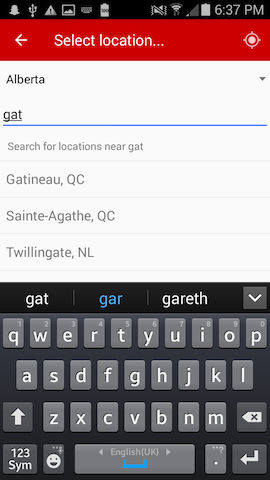 6:37 PM
Select location...
Alberta
gat
Search for locations near gat
Gatineau, QC
Sainte-Agathe, QC
Twillingate, NL
gat gar gareth
1 2 3 4 5 6 7 8 9 0
q w e r t y u i o p
a s d f g h j k l
z x c v b n m
123 Sym English(UK) .